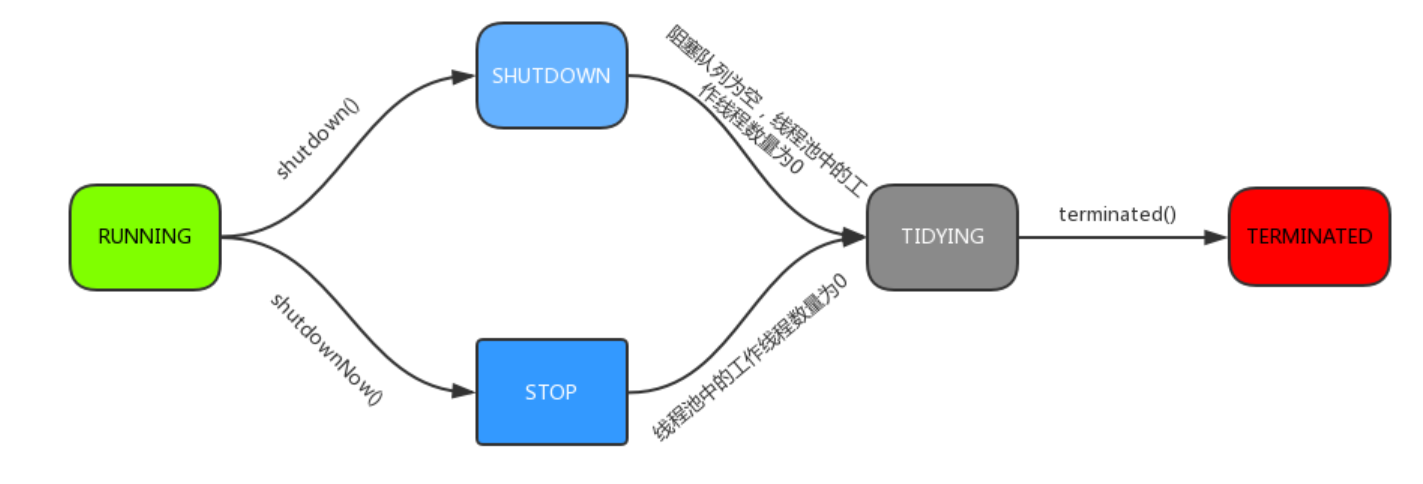 SHUTDOWN
阻塞队列为空，线程池中的工
作线程数量为0
shutdown()
RUNNING
TIDYING
terminated()
TERMINATED
shutdownNow()
线程池中的工作线程数量为0
STOP